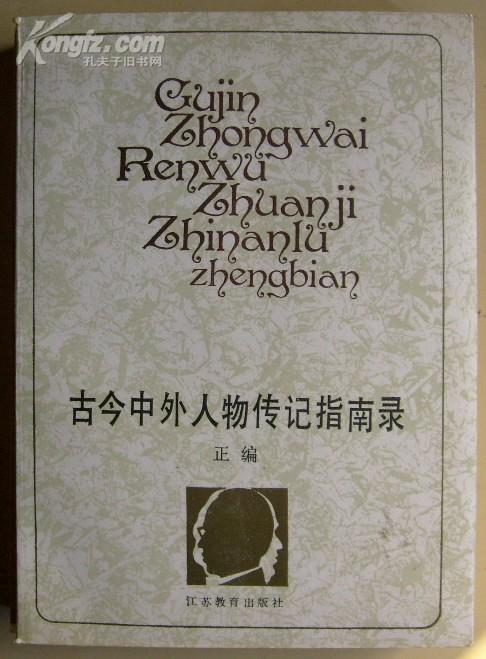 Kongfz.com
孔夫子旧书网
Gujin
Zhongwai
Renwu
Zhuanji
Zhinanlu
zhengbian
古今中外人物传记指南录
正编
江苏教育出版社